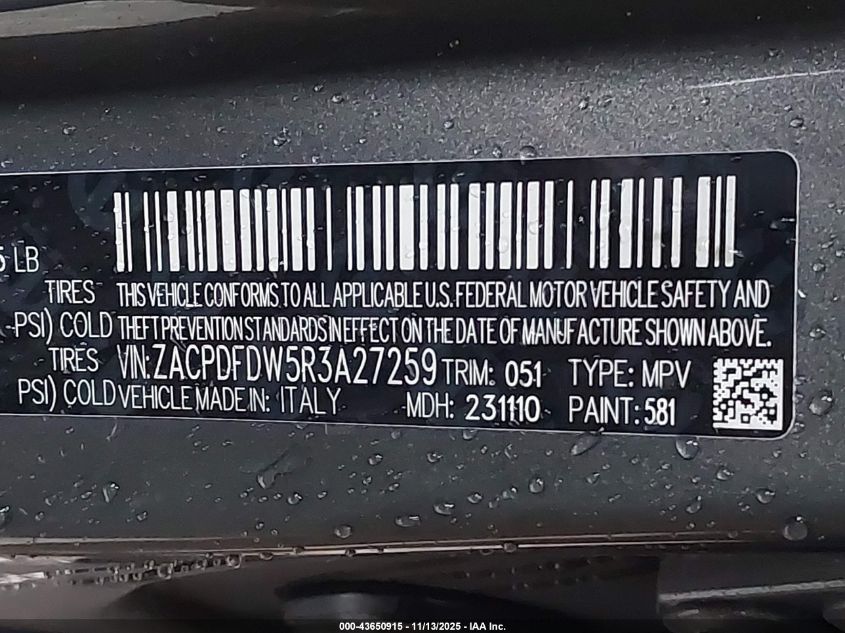 5 LB
TIRES THIS VEHICLE CONFORMS TO ALL APPLICABLE U.S. FEDERAL MOTOR VEHICLE SAFETY AND
PSI) COLD THEFT PREVENTION STANDARDS IN EFFECT ON THE DATE OF MANUFACTURE SHOWN ABOVE.
TIRES VIN: ZACPDFDW5R3A27259 TRIM: 051 TYPE: MPV
PSI) COLD VEHICLE MADE IN: ITALY MDH: 231110 PAINT: 581
000-43650915 - 11/13/2025 - IAA Inc.